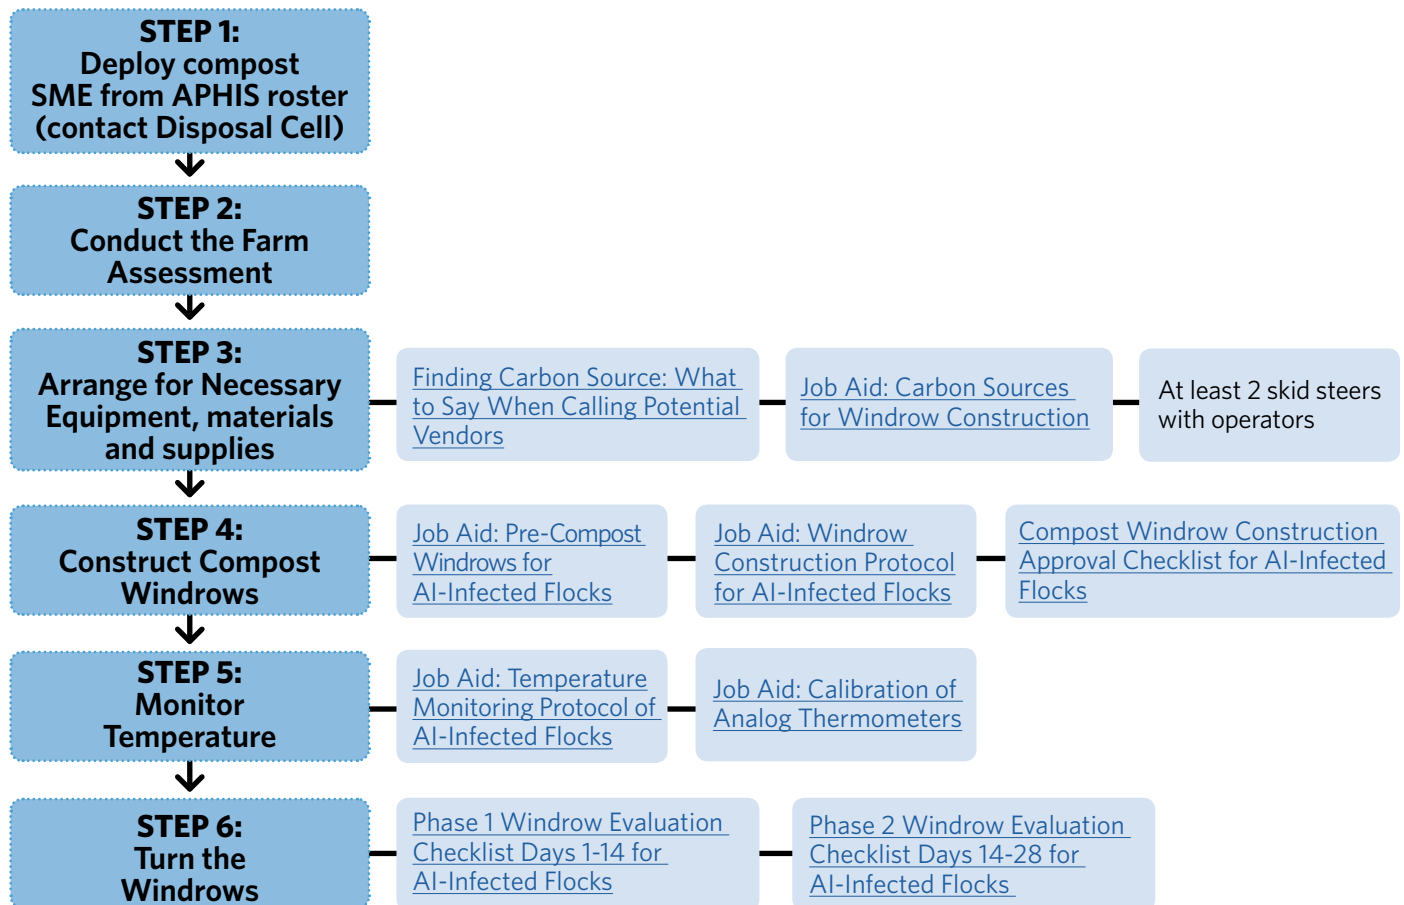 STEP 1:
Deploy compost
SME from APHIS roster
(contact Disposal Cell)
STEP 2:
Conduct the Farm
Assessment
STEP 3:
Arrange for Necessary
Equipment, materials
and supplies
Finding Carbon Source: What
to Say When Calling Potential
Vendors
Job Aid: Carbon Sources
for Windrow Construction
At least 2 skid steers
with operators
STEP 4:
Construct Compost
Windrows
Job Aid: Pre-Compost
Windrows for
AI-Infected Flocks
Job Aid: Windrow
Construction Protocol
for AI-Infected Flocks
Compost Windrow Construction
Approval Checklist for AI-Infected
Flocks
STEP 5:
Monitor
Temperature
Job Aid: Temperature
Monitoring Protocol of
AI-Infected Flocks
Job Aid: Calibration of
Analog Thermometers
STEP 6:
Turn the
Windrows
Phase 1 Windrow Evaluation
Checklist Days 1-14 for
AI-Infected Flocks
Phase 2 Windrow Evaluation
Checklist Days 14-28 for
AI-Infected Flocks